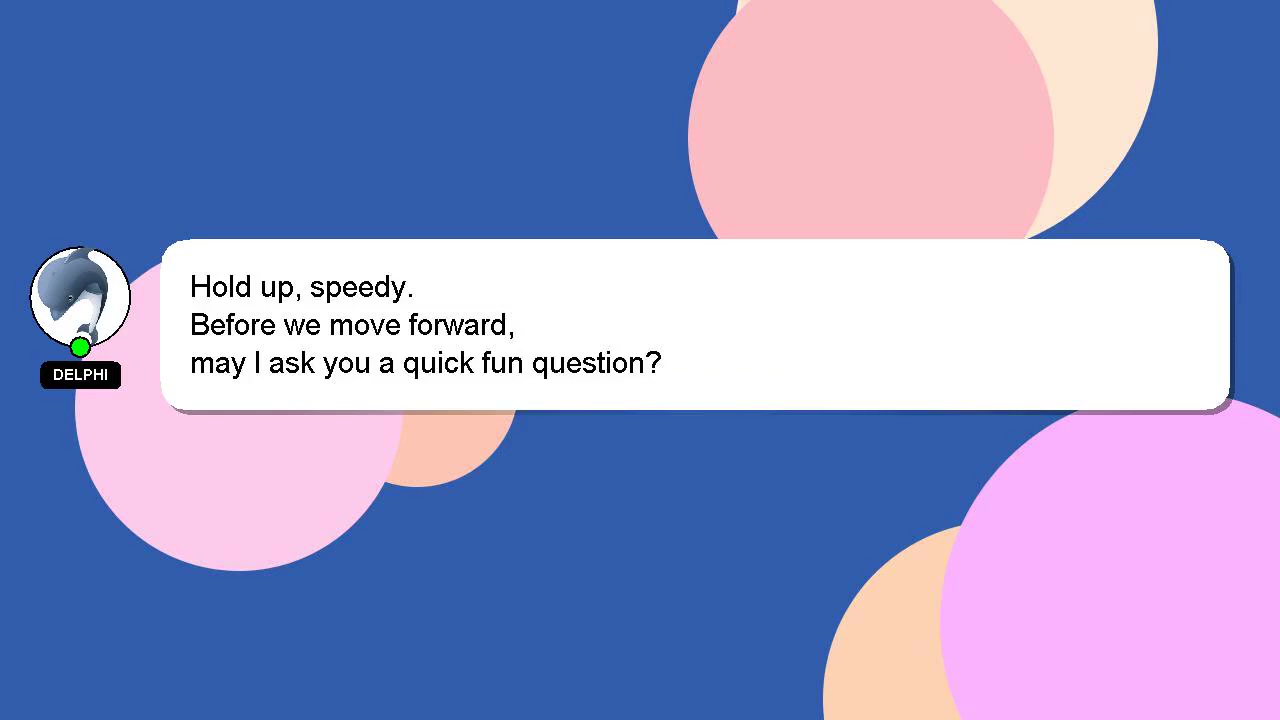 Hold up, speedy.
Before we move forward,
may I ask you a quick fun question?
DELPHI